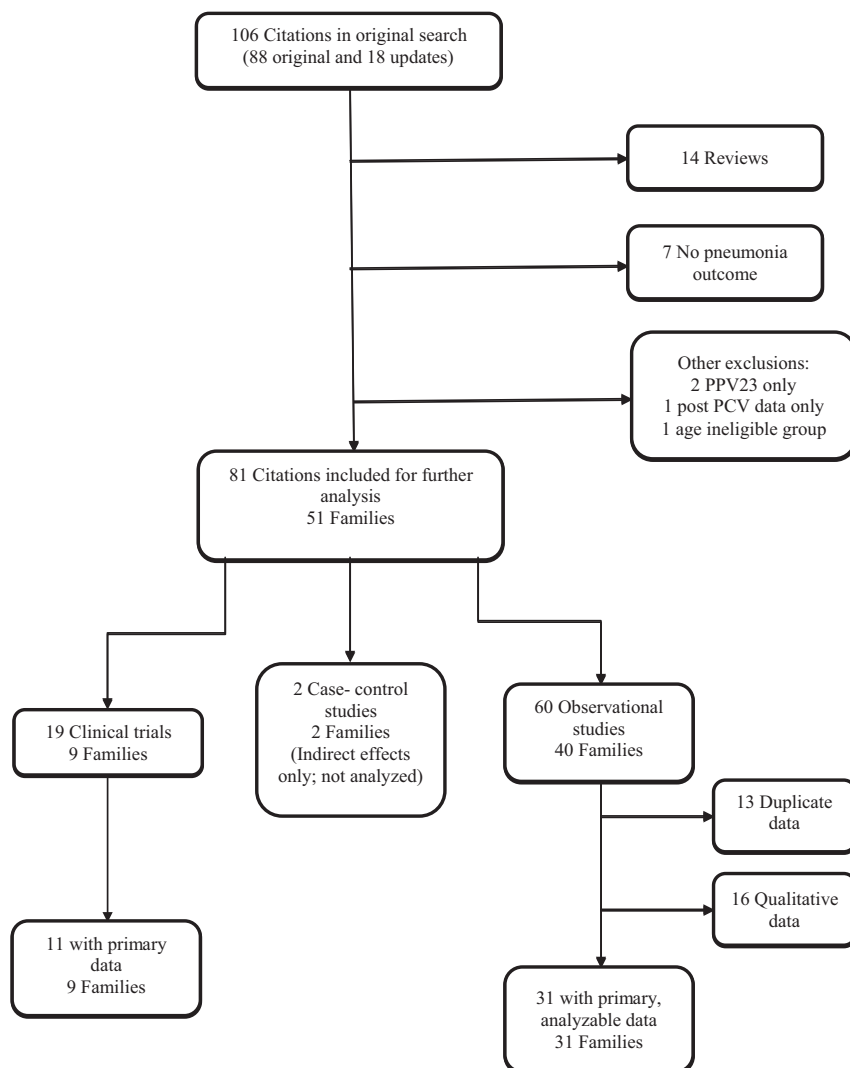 106 Citations in original search
(88 original and 18 updates)
14 Reviews
7 No pneumonia
outcome
Other exclusions:
2 PPV23 only
1 post PCV data only
1 age ineligible group
81 Citations included for further
analysis
51 Families
19 Clinical trials
9 Families
2 Case- control
studies
2 Families
(Indirect effects
only; not analyzed)
60 Observational
studies
40 Families
13 Duplicate
data
16 Qualitative
data
11 with primary
data
9 Families
31 with primary,
analyzable data
31 Families